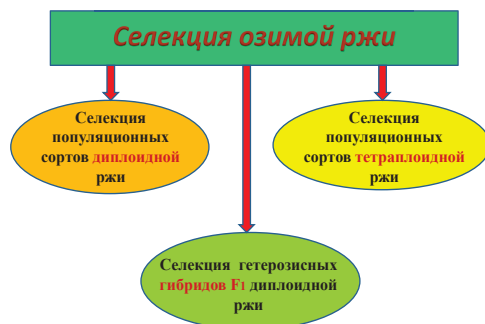 Селекция озимой ржи
Селекция
популяционных
сортов диплоидной
ржи
Селекция
популяционных
сортов тетраплоидной
ржи
Селекция гетерозисных
гибридов F1 диплоидной
ржи